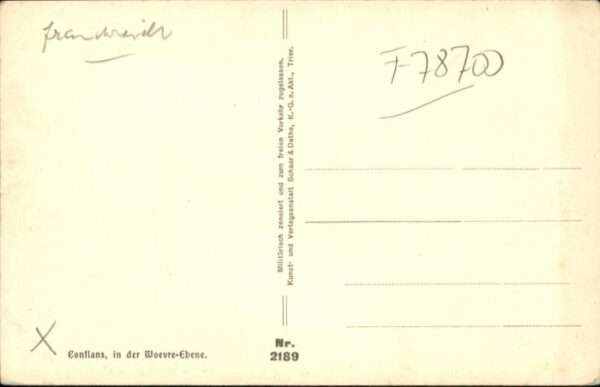 Frankreich
F-78700
Militärisch zensiert und zum freien Verkehr zugelassen.
Kunst- und Verlagsanstalt Schaar & Dathe, K.-G. a. Akt., Trier.
X
Conflans, in der Woevre-Ebene.
Nr.
2189